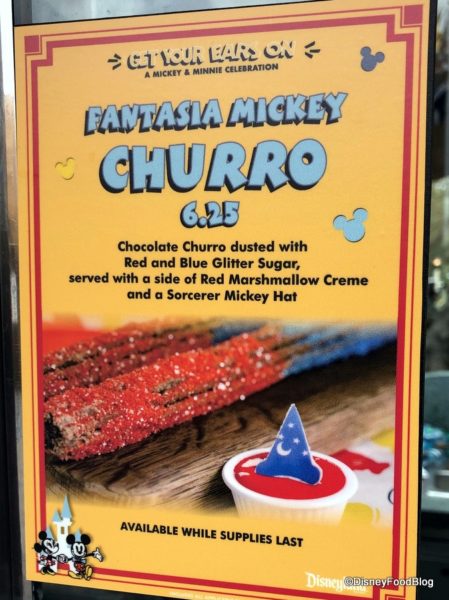 GET YOUR EARS ON
A MICKEY & MINNIE CELEBRATION
FANTASIA MICKEY
CHURRO
6.25
Chocolate Churro dusted with
Red and Blue Glitter Sugar,
served with a side of Red Marshmallow Creme
and a Sorcerer Mickey Hat
AVAILABLE WHILE SUPPLIES LAST
©DisneyFoodBlog